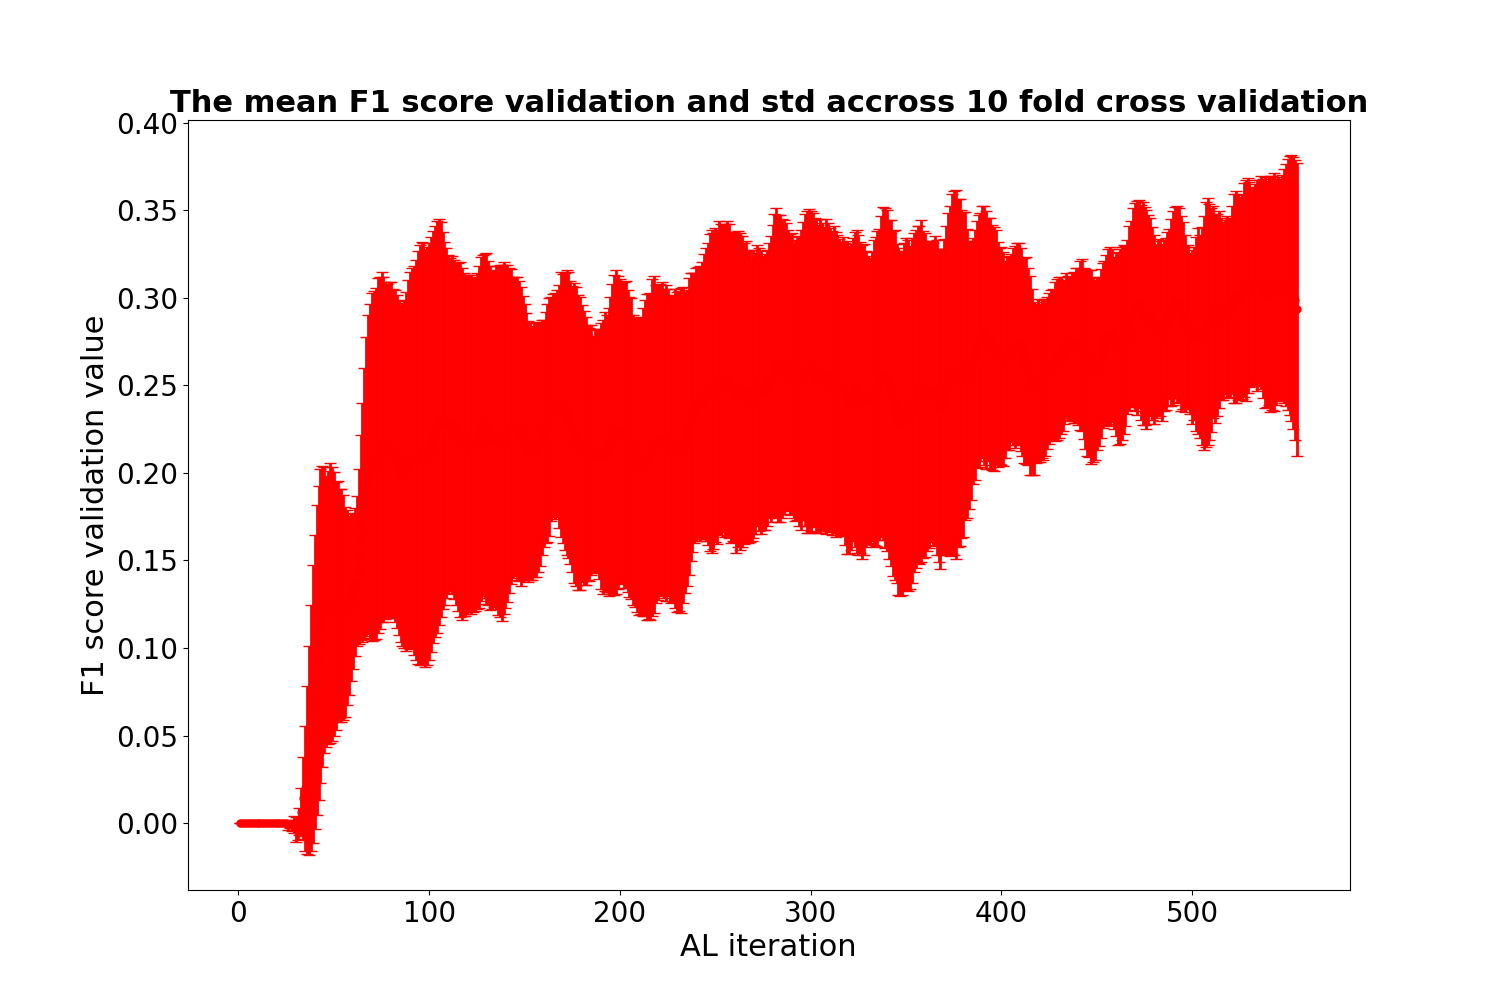 The mean F1 score validation and std accross 10 fold cross validation
0.40
0.35
0.30
0.25
0.20
0.15
0.10
0.05
0.00
F1 score validation value
0 100 200 300 400 500
AL iteration